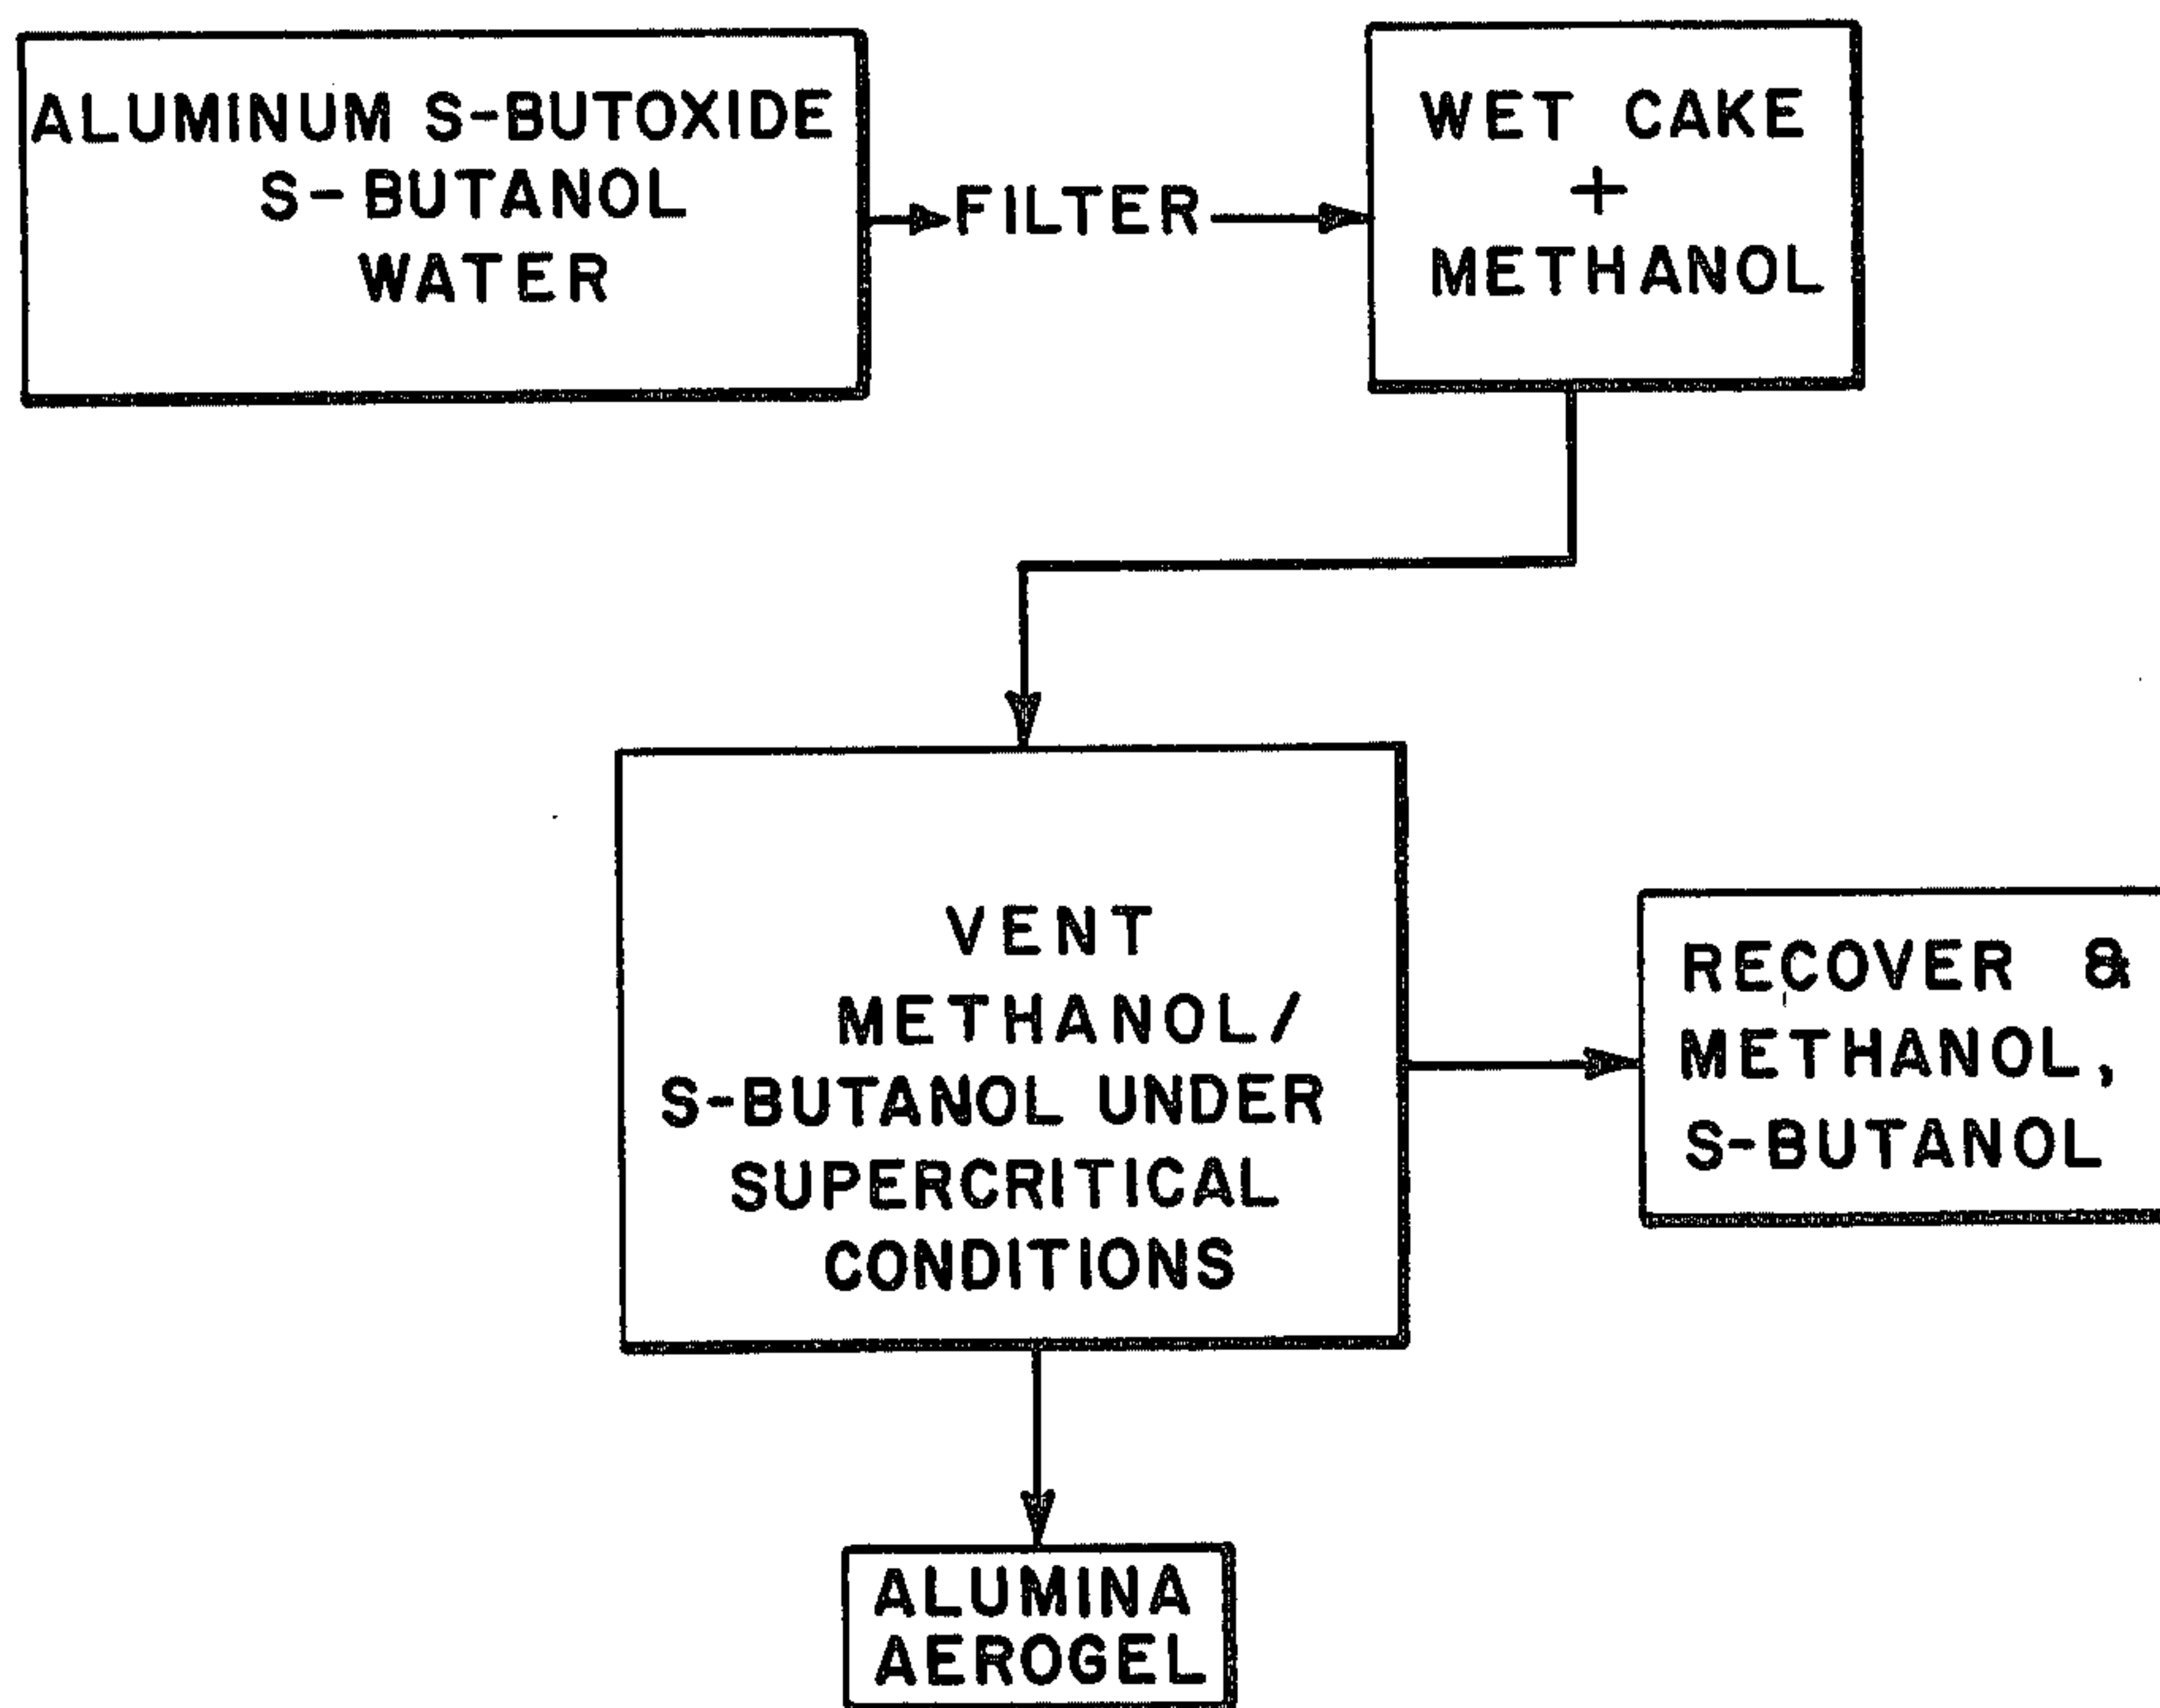 ALUMINUM S-BUTOXIDE
S-BUTANOL
WATER
FILTER
WET CAKE
+
METHANOL
VENT
METHANOL/
S-BUTANOL UNDER
SUPERCRITICAL
CONDITIONS
RECOVER &
METHANOL,
S-BUTANOL
ALUMINA
AEROGEL